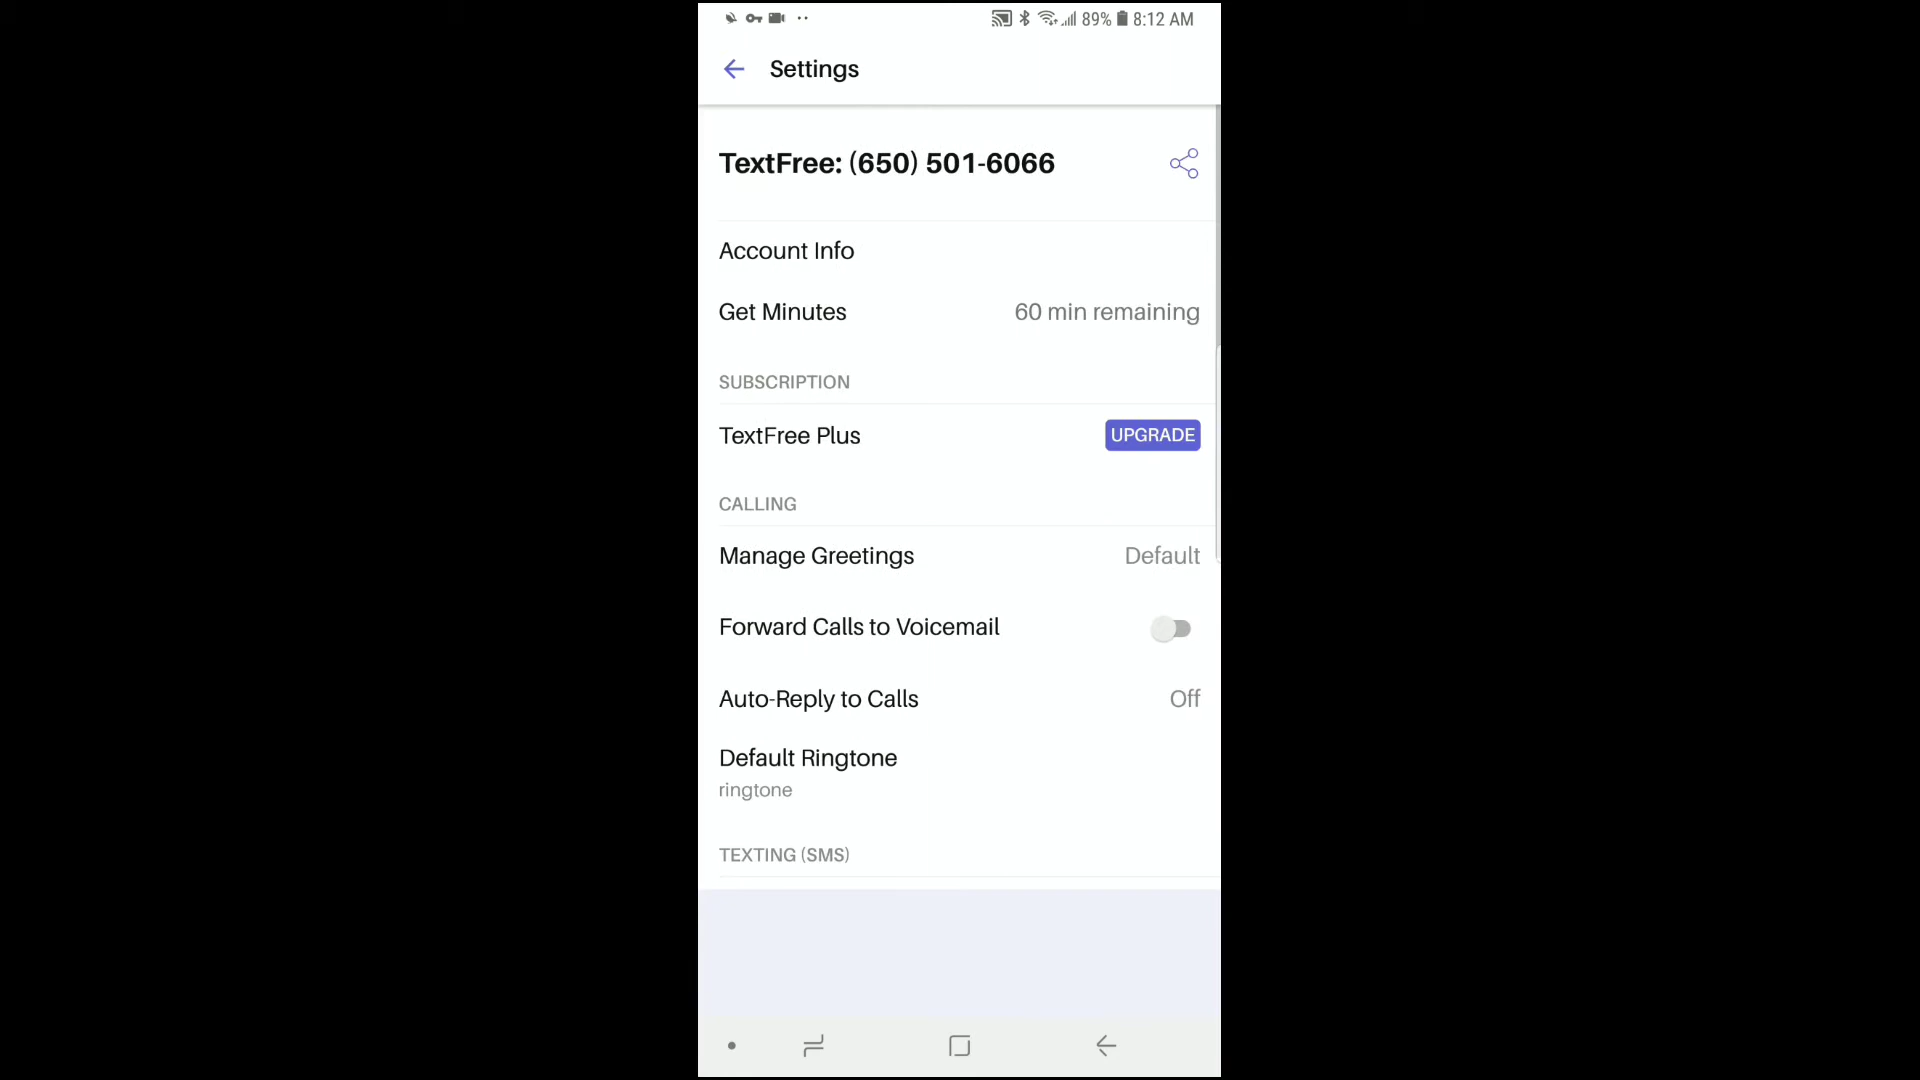 89% 8:12 AM
Settings
TextFree: (650) 501-6066
Account Info
Get Minutes 60 min remaining
SUBSCRIPTION
TextFree Plus UPGRADE
CALLING
Manage Greetings Default
Forward Calls to Voicemail
Auto-Reply to Calls Off
Default Ringtone
ringtone
TEXTING (SMS)